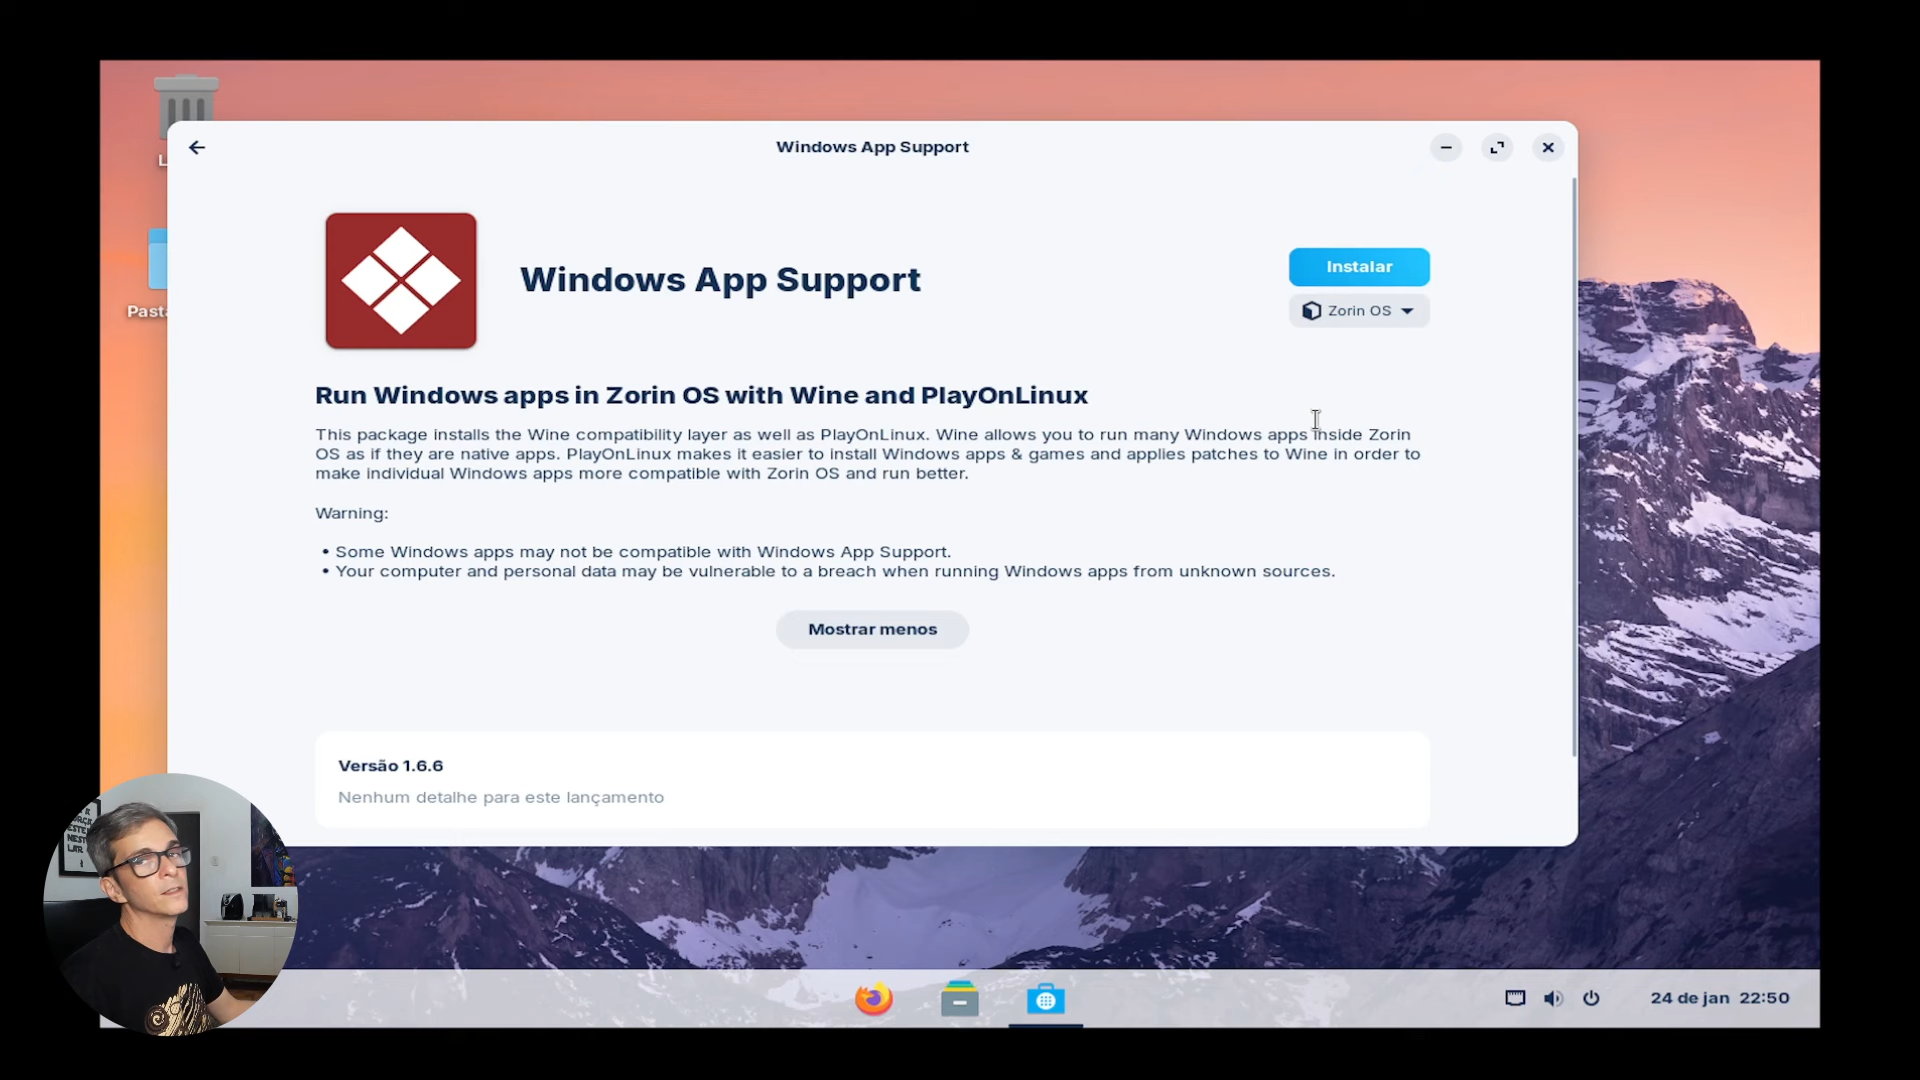 Windows App Support
Windows App Support
Instalar
Zorin OS
Run Windows apps in Zorin OS with Wine and PlayOnLinux
This package installs the Wine compatibility layer as well as PlayOnLinux. Wine allows you to run many Windows apps inside Zorin
OS as if they are native apps. PlayOnLinux makes it easier to install Windows apps & games and applies patches to Wine in order to
make individual Windows apps more compatible with Zorin OS and run better.
Warning:
• Some Windows apps may not be compatible with Windows App Support.
• Your computer and personal data may be vulnerable to a breach when running Windows apps from unknown sources.
Mostrar menos
Versão 1.6.6
Nenhum detalhe para este lançamento
24 de jan 22:50